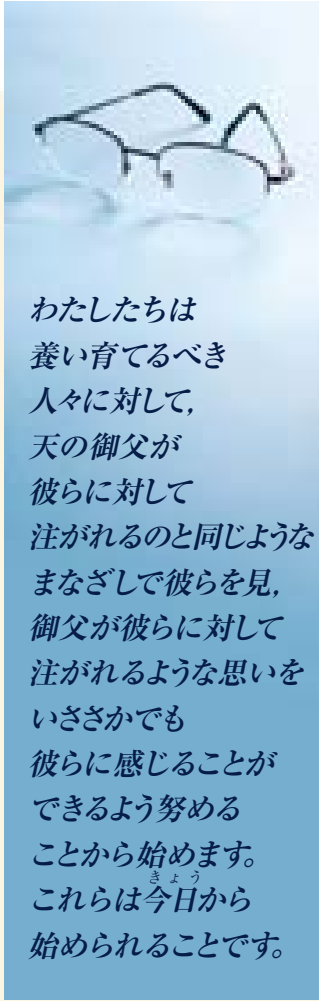 わたしたちは
養い育てるべき
人々に対して,
天の御父が
彼らに対して
注がれるのと同じような
まなざしで彼らを見,
御父が彼らに対して
注がれるような思いを
いささかでも
彼らに感じることが
できるよう努める
ことから始めます。
きょう
これらは今日から
始められることです。